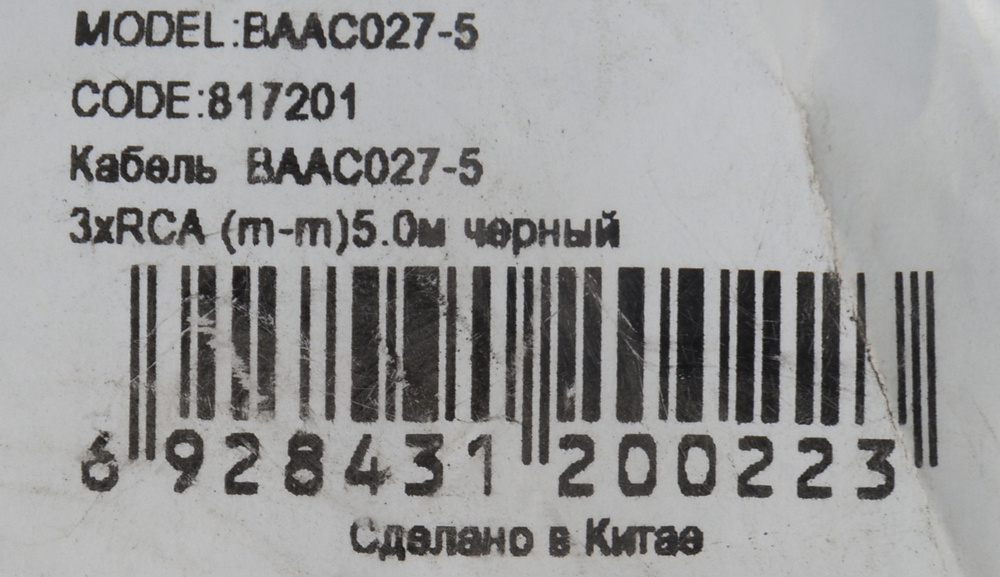 MODEL:BAAC027-5
CODE:817201
Кабель BAAC027-5
3xRCA (m-m)5.0м черный
6 928431 200223
Сделано в Китае